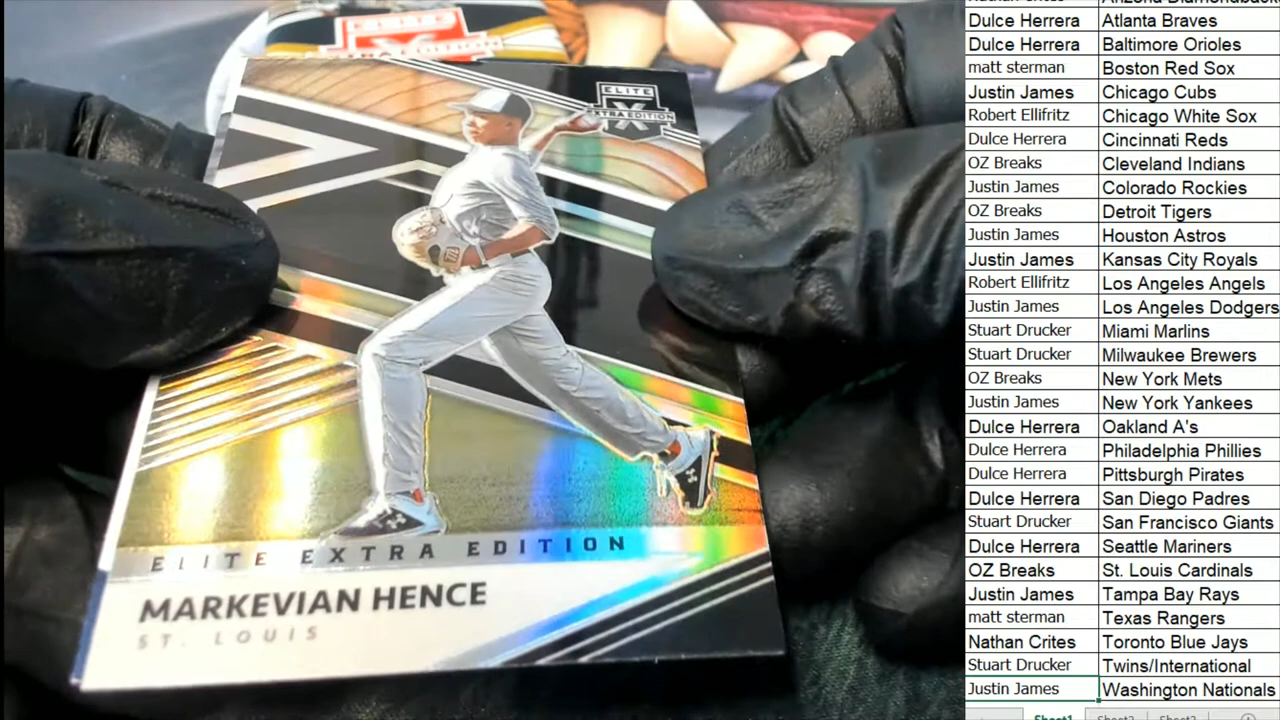 ELITE
EXTRA EDITION
X
ELITE EXTRA EDITION
MARKEVIAN HENCE
ST. LOUIS
Dulce Herrera Atlanta Braves
Dulce Herrera Baltimore Orioles
matt sterman Boston Red Sox
Justin James Chicago Cubs
Robert Ellifritz Chicago White Sox
Dulce Herrera Cincinnati Reds
OZ Breaks Cleveland Indians
Justin James Colorado Rockies
OZ Breaks Detroit Tigers
Justin James Houston Astros
Justin James Kansas City Royals
Robert Ellifritz Los Angeles Angels
Justin James Los Angeles Dodgers
Stuart Drucker Miami Marlins
Stuart Drucker Milwaukee Brewers
OZ Breaks New York Mets
Justin James New York Yankees
Dulce Herrera Oakland A's
Dulce Herrera Philadelphia Phillies
Dulce Herrera Pittsburgh Pirates
Dulce Herrera San Diego Padres
Stuart Drucker San Francisco Giants
Dulce Herrera Seattle Mariners
OZ Breaks St. Louis Cardinals
Justin James Tampa Bay Rays
matt sterman Texas Rangers
Nathan Crites Toronto Blue Jays
Stuart Drucker Twins/International
Justin James Washington Nationals